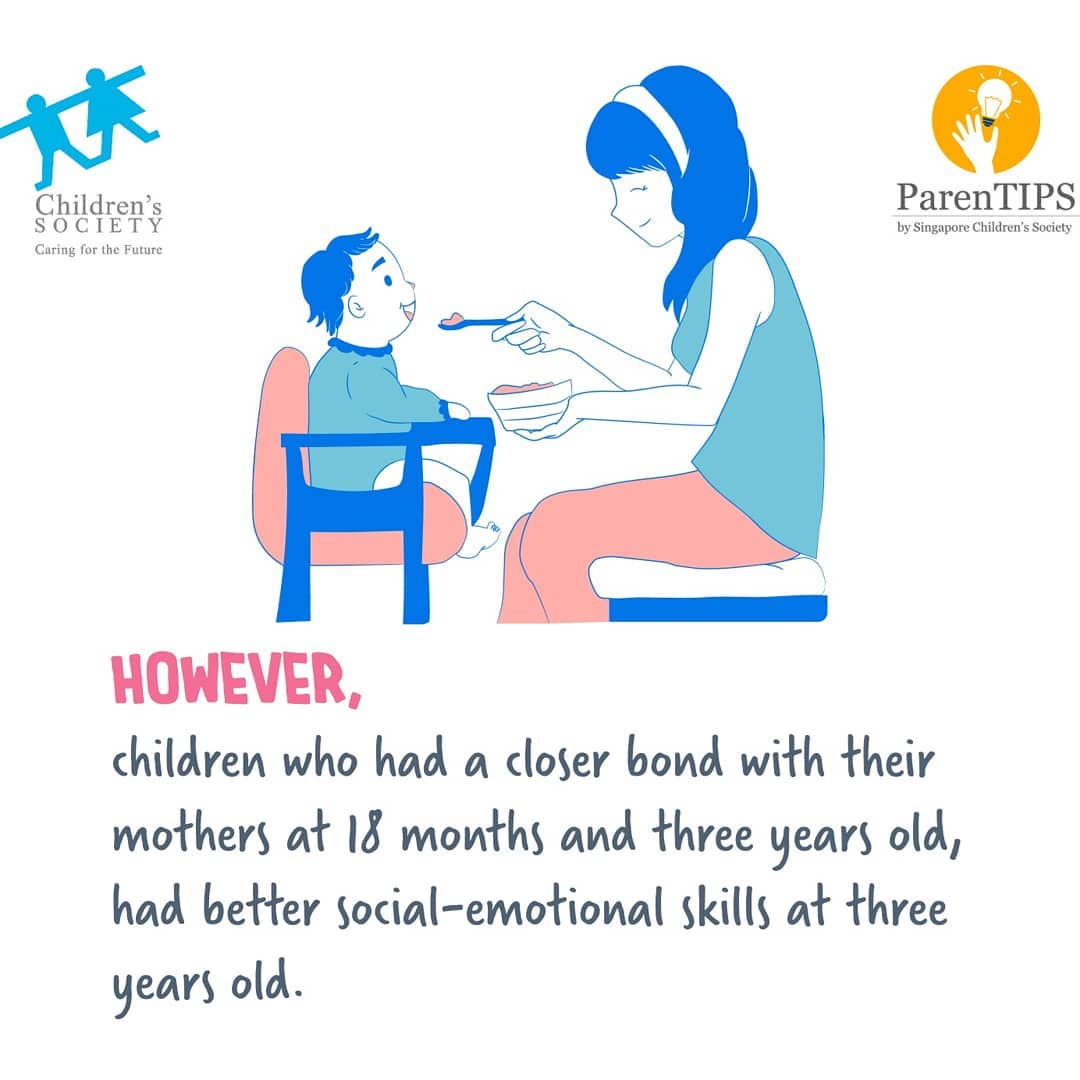 Children's
SOCIETY
Caring for the Future
ParenTIPS
by Singapore Children's Society
HOWEVER,
children who had a closer bond with their
mothers at 18 months and three years old,
had better social-emotional skills at three
years old.